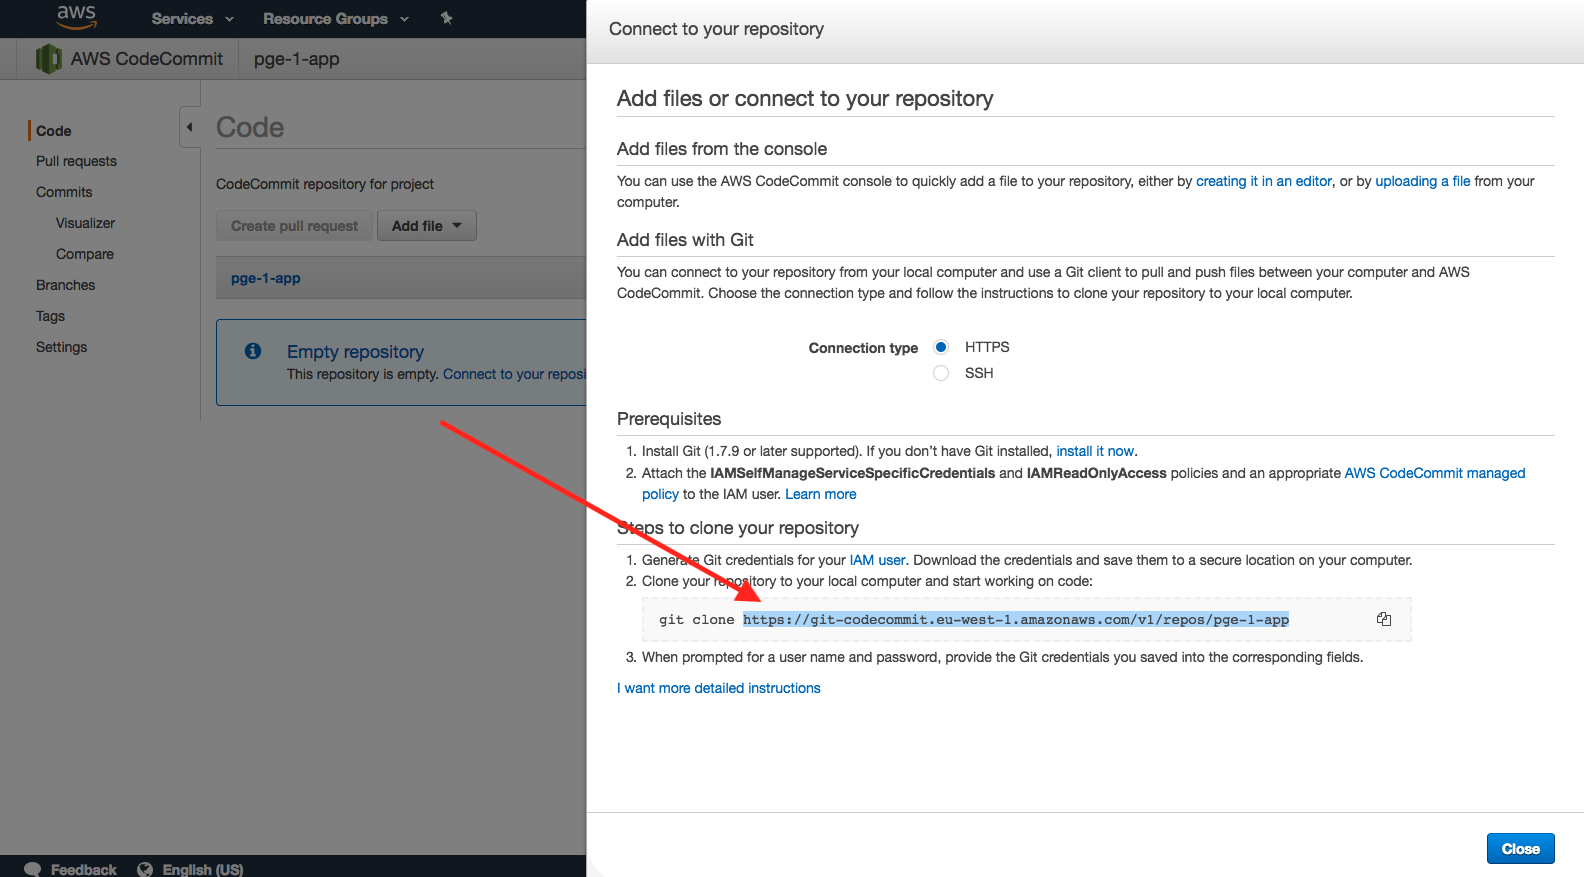 aws
Services
Resource Groups
AWS CodeCommit
pge-1-app
Code
Pull requests
Commits
Visualizer
Compare
Branches
Tags
Settings
Code
CodeCommit repository for project
Create pull request
Add file
pge-1-app
Empty repository
This repository is empty. Connect to your reposi
Feedback
English (US)
Connect to your repository
Add files or connect to your repository
Add files from the console
You can use the AWS CodeCommit console to quickly add a file to your repository, either by creating it in an editor, or by uploading a file from your
computer.
Add files with Git
You can connect to your repository from your local computer and use a Git client to pull and push files between your computer and AWS
CodeCommit. Choose the connection type and follow the instructions to clone your repository to your local computer.
Connection type
HTTPS
SSH
Prerequisites
1. Install Git (1.7.9 or later supported). If you don’t have Git installed, install it now.
2. Attach the IAMSelfManageServiceSpecificCredentials and IAMReadOnlyAccess policies and an appropriate AWS CodeCommit managed
policy to the IAM user. Learn more
Steps to clone your repository
1. Generate Git credentials for your IAM user. Download the credentials and save them to a secure location on your computer.
2. Clone your repository to your local computer and start working on code:
git clone https://git-codecommit.eu-west-1.amazonaws.com/v1/repos/pge-1-app
3. When prompted for a user name and password, provide the Git credentials you saved into the corresponding fields.
I want more detailed instructions
Close